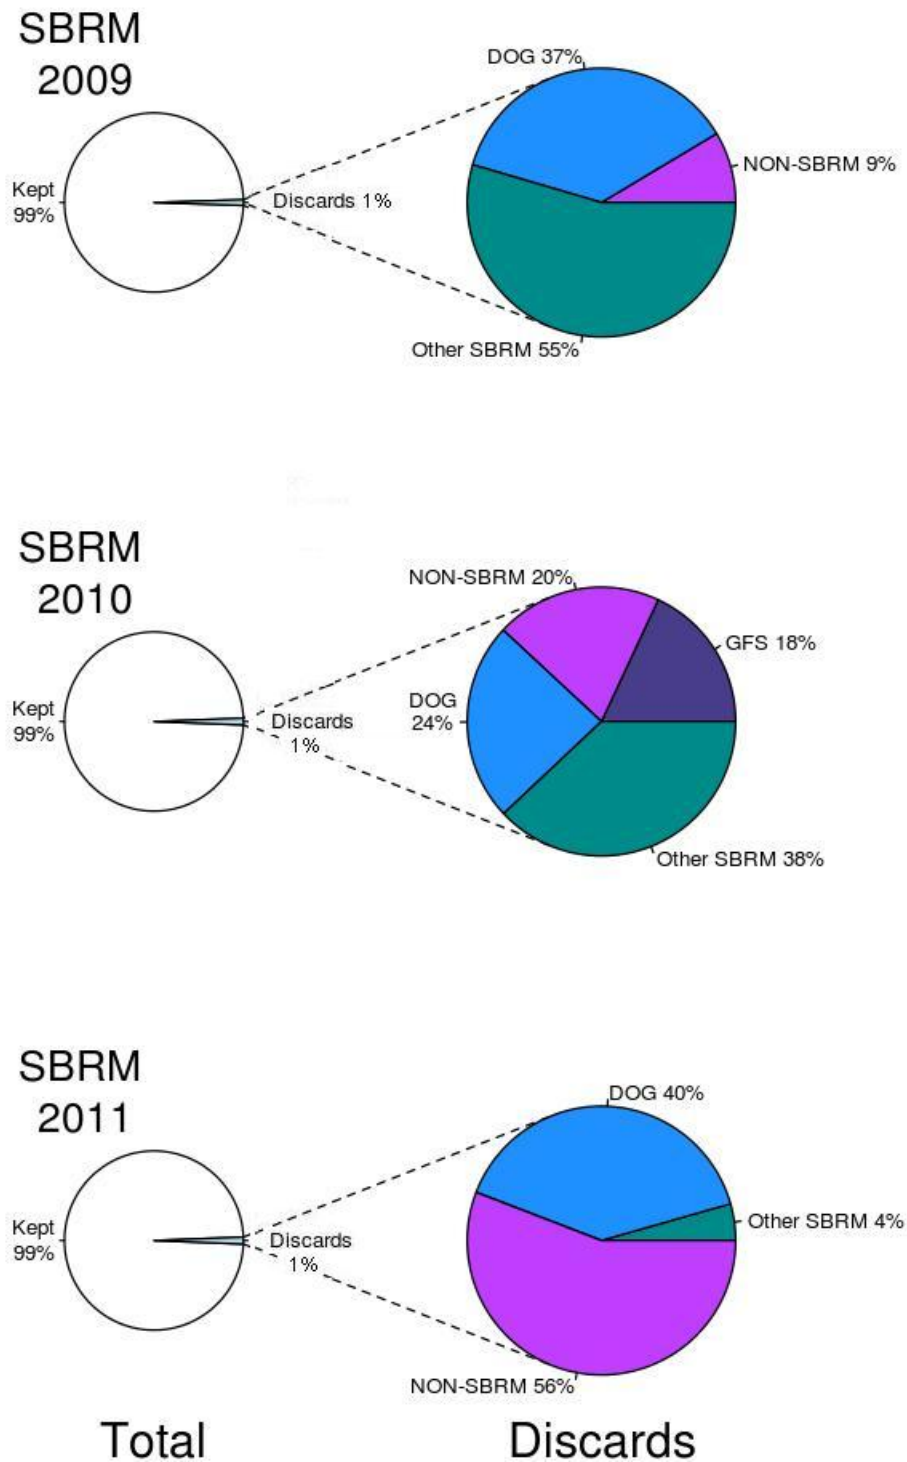 SBRM
2009
DOG 37%
Kept
99%
Discards 1%
NON-SBRM 9%
Other SBRM 55%
SBRM
2010
NON-SBRM 20%
GFS 18%
Kept
99%
Discards
1%
DOG
24%
Other SBRM 38%
SBRM
2011
DOG 40%
Kept
99%
Discards
1%
Other SBRM 4%
NON-SBRM 56%
Total
Discards